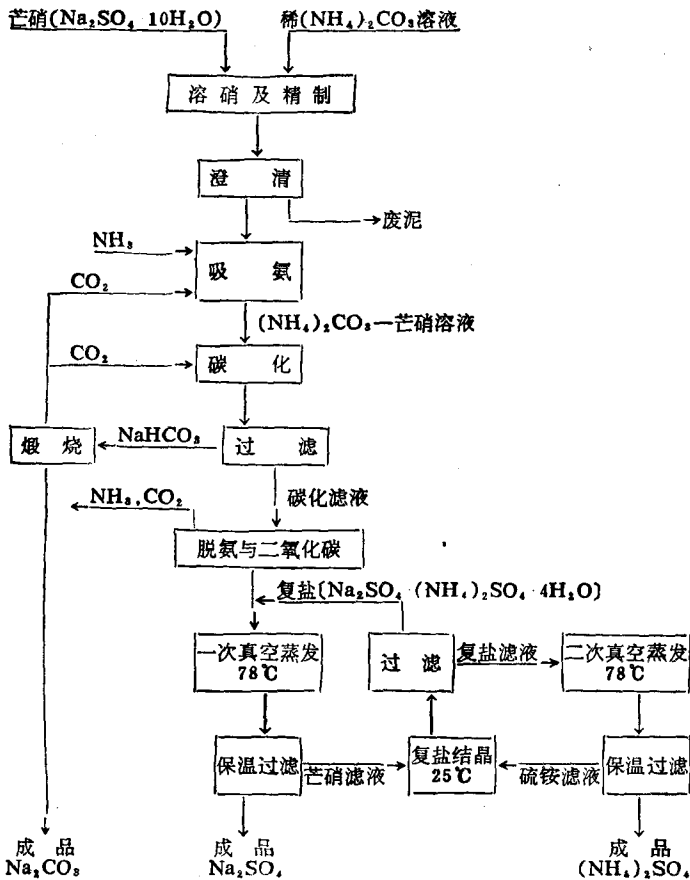 芒硝(Na₂SO₄·10H₂O)
稀(NH₄)₂CO₃溶液
溶硝及精制
澄清
废泥
NH₃
吸氨
CO₂
(NH₄)₂CO₃—芒硝溶液
CO₂
碳化
煅烧
NaHCO₃
过滤
碳化滤液
NH₃,CO₂
脱氨与二氧化碳
复盐〔Na₂SO₄·(NH₄)₂SO₄·4H₂O〕
一次真空蒸发
78℃
过滤
复盐滤液
二次真空蒸发
78℃
保温过滤
芒硝滤液
复盐结晶
25℃
硫铵滤液
保温过滤
成品
Na₂CO₃
成品
Na₂SO₄
成品
(NH₄)₂SO₄